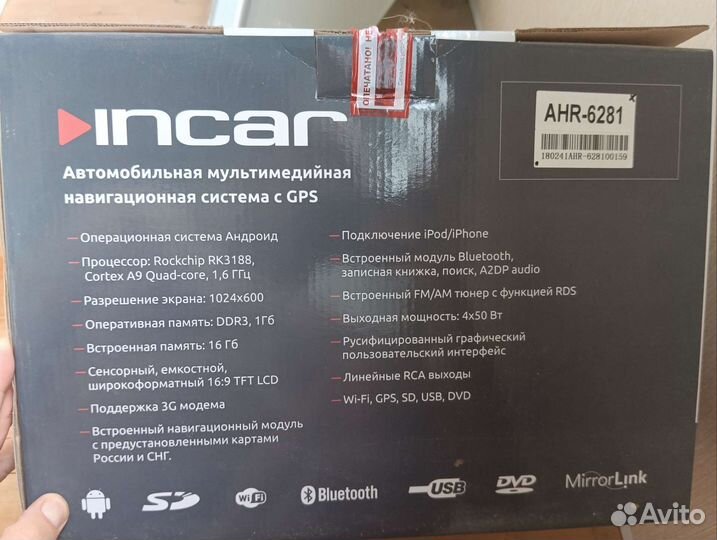 ОПЕЧАТАНО! НЕ
incar
AHR-6281
180241AHR-628100159
Автомобильная мультимедийная
навигационная система с GPS
— Операционная система Андроид
— Процессор: Rockchip RK3188,
Cortex A9 Quad-core, 1,6 ГГц
— Разрешение экрана: 1024x600
— Оперативная память: DDR3, 1Гб
— Встроенная память: 16 Гб
— Сенсорный, емкостной,
широкоформатный 16:9 TFT LCD
— Поддержка 3G модема
— Встроенный навигационный модуль
с предустановленными картами
России и СНГ.
— Подключение iPod/iPhone
— Встроенный модуль Bluetooth,
записная книжка, поиск, A2DP audio
— Встроенный FM/AM тюнер с функцией RDS
— Выходная мощность: 4x50 Вт
— Русифицированный графический
пользовательский интерфейс
— Линейные RCA выходы
— Wi-Fi, GPS, SD, USB, DVD
SD
Wi Fi
Bluetooth
USB
DVD
MirrorLink
Avito